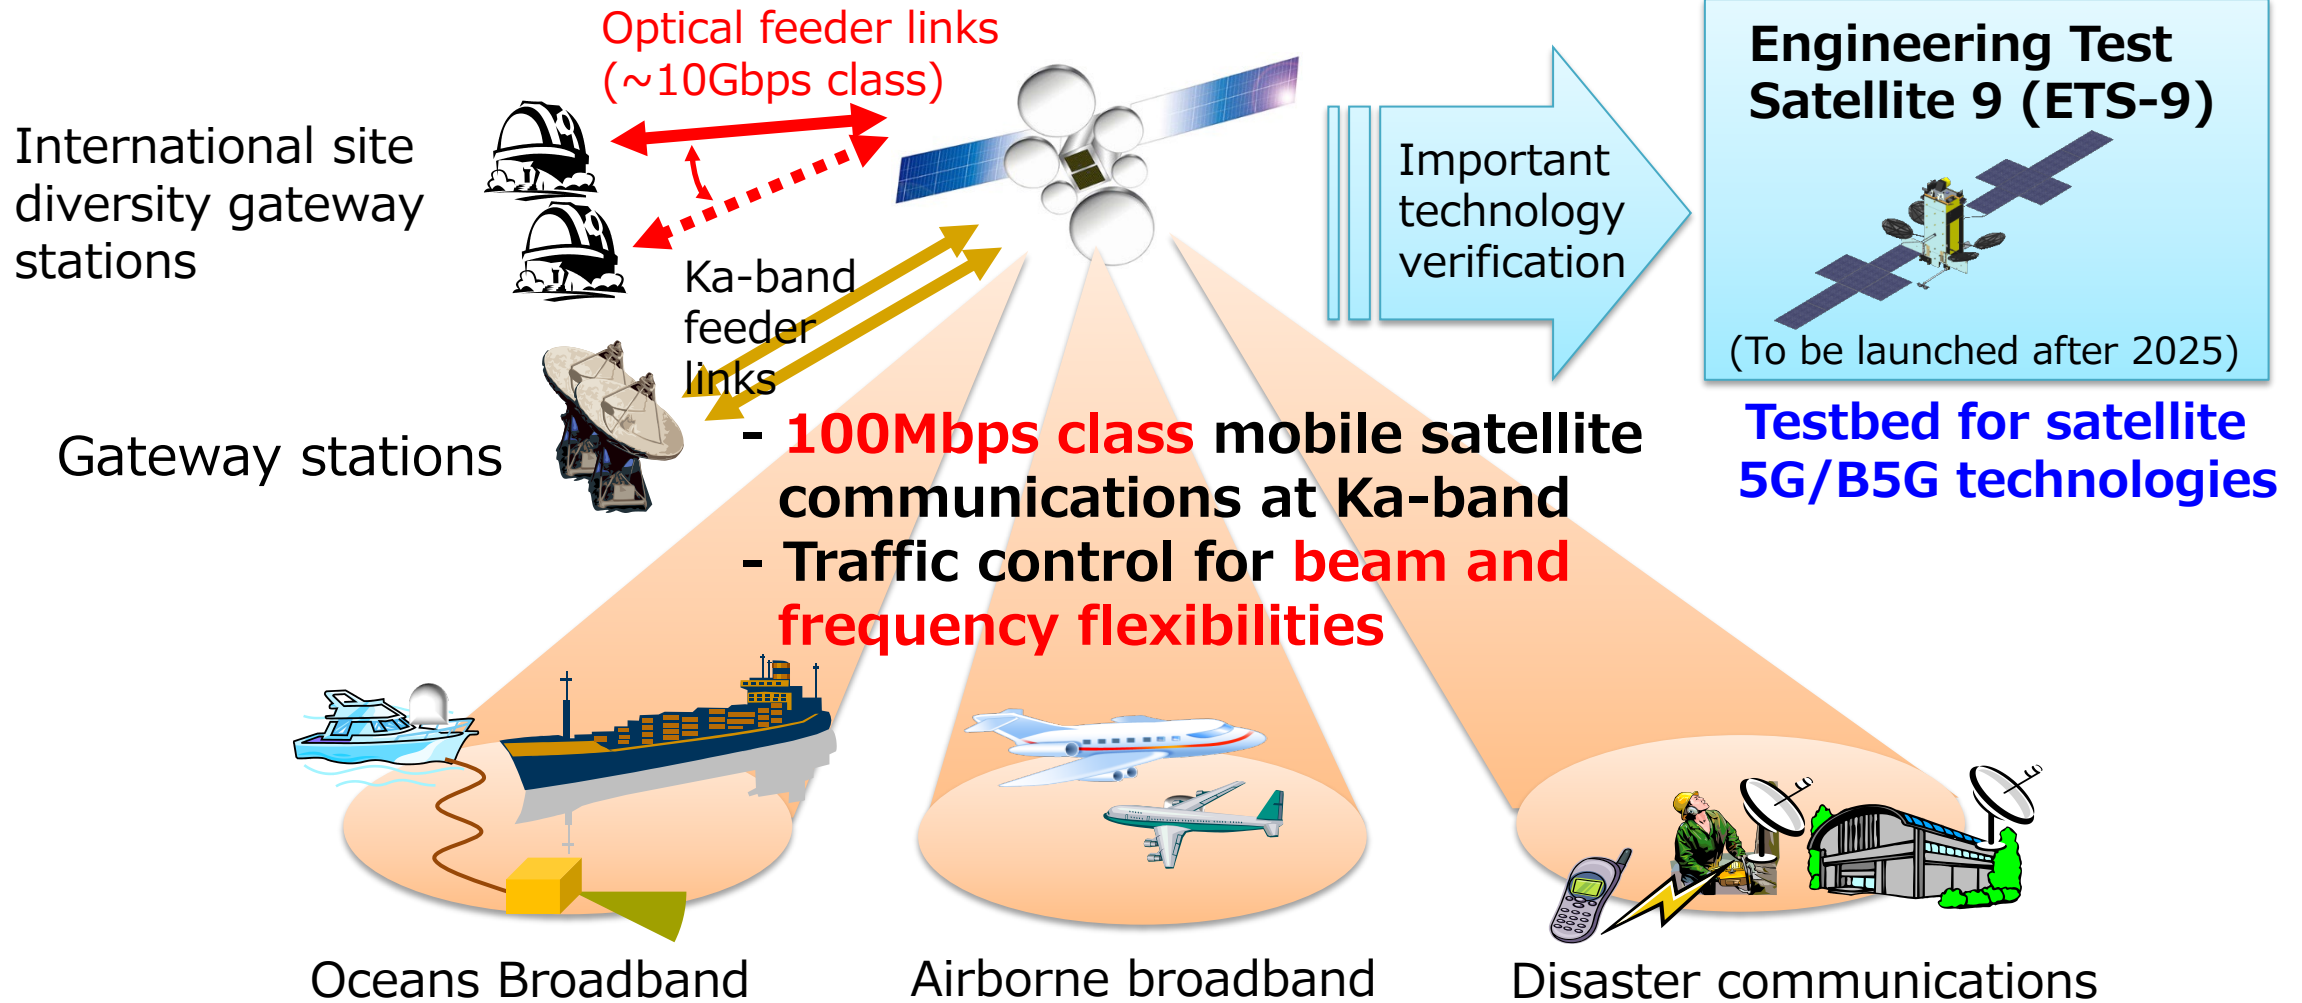 Optical feeder links
(~10Gbps class)
International site
diversity gateway
stations
Ka-band
feeder
links
Gateway stations
Important
technology
verification
Engineering Test
Satellite 9 (ETS-9)
(To be launched after 2025)
Testbed for satellite
5G/B5G technologies
- 100Mbps class mobile satellite
communications at Ka-band
- Traffic control for beam and
frequency flexibilities
Oceans Broadband
Airborne broadband
Disaster communications